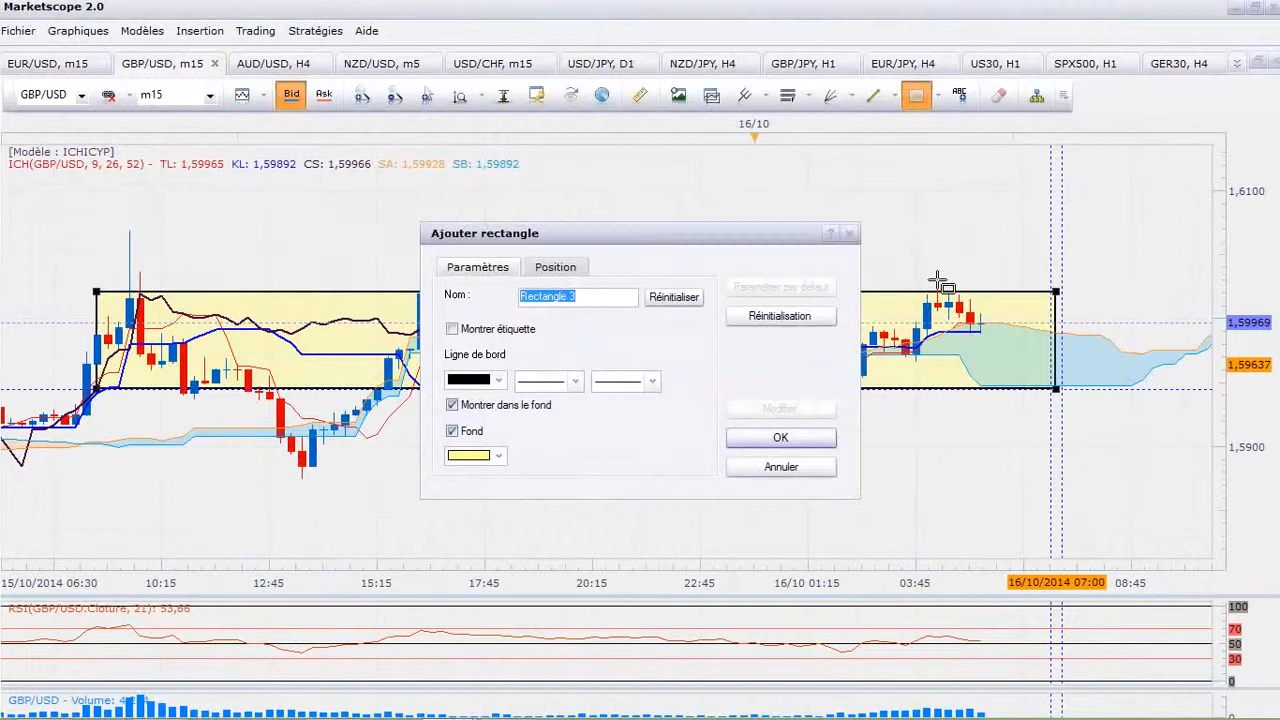 Marketscope 2.0
Fichier Graphiques Modèles Insertion Trading Stratégies Aide
EUR/USD, m15 GBP/USD, m15 AUD/USD, H4 NZD/USD, m5 USD/CHF, m15 USD/JPY, D1 NZD/JPY, H4 GBP/JPY, H1 EUR/JPY, H4 US30, H1 SPX500, H1 GER30, H4
GBP/USD m15 Bid Ask ABC
16/10
[Modèle : ICHICYP]
ICH(GBP/USD, 9, 26, 52) - TL: 1,59965 KL: 1,59892 CS: 1,59966 SA: 1,59928 SB: 1,59892
1,6100
Ajouter rectangle
Paramètres Position
Nom : Rectangle 3 Réinitialiser
Paramétrer par défaut
Réinitialisation
Montrer étiquette
1,59969
Ligne de bord
1,59637
Montrer dans le fond
Modifier
Fond
OK
1,5900
Annuler
15/10/2014 06:30 10:15 12:45 15:15 17:45 20:15 22:45 16/10 01:15 03:45 16/10/2014 07:00 08:45
RSI(GBP/USD.Cloture, 21): 53,66
100
70
50
30
0
GBP/USD - Volume:
0